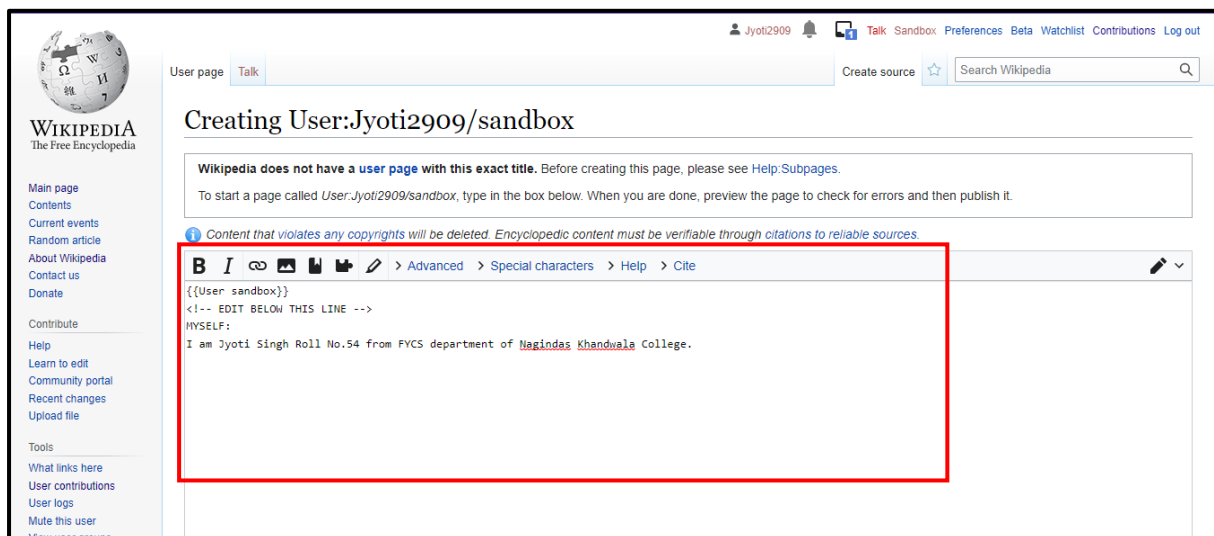 Jyoti2909 1 Talk Sandbox Preferences Beta Watchlist Contributions Log out
User page Talk Create source Search Wikipedia
WIKIPEDIA
The Free Encyclopedia
Creating User:Jyoti2909/sandbox
Wikipedia does not have a user page with this exact title. Before creating this page, please see Help:Subpages.
To start a page called User:Jyoti2909/sandbox, type in the box below. When you are done, preview the page to check for errors and then publish it.
Content that violates any copyrights will be deleted. Encyclopedic content must be verifiable through citations to reliable sources.
B I > Advanced > Special characters > Help > Cite
{{User sandbox}}
<!-- EDIT BELOW THIS LINE -->
MYSELF:
I am Jyoti Singh Roll No.54 from FYCS department of Nagindas Khandwala College.
Main page
Contents
Current events
Random article
About Wikipedia
Contact us
Donate
Contribute
Help
Learn to edit
Community portal
Recent changes
Upload file
Tools
What links here
User contributions
User logs
Mute this user
View user groups